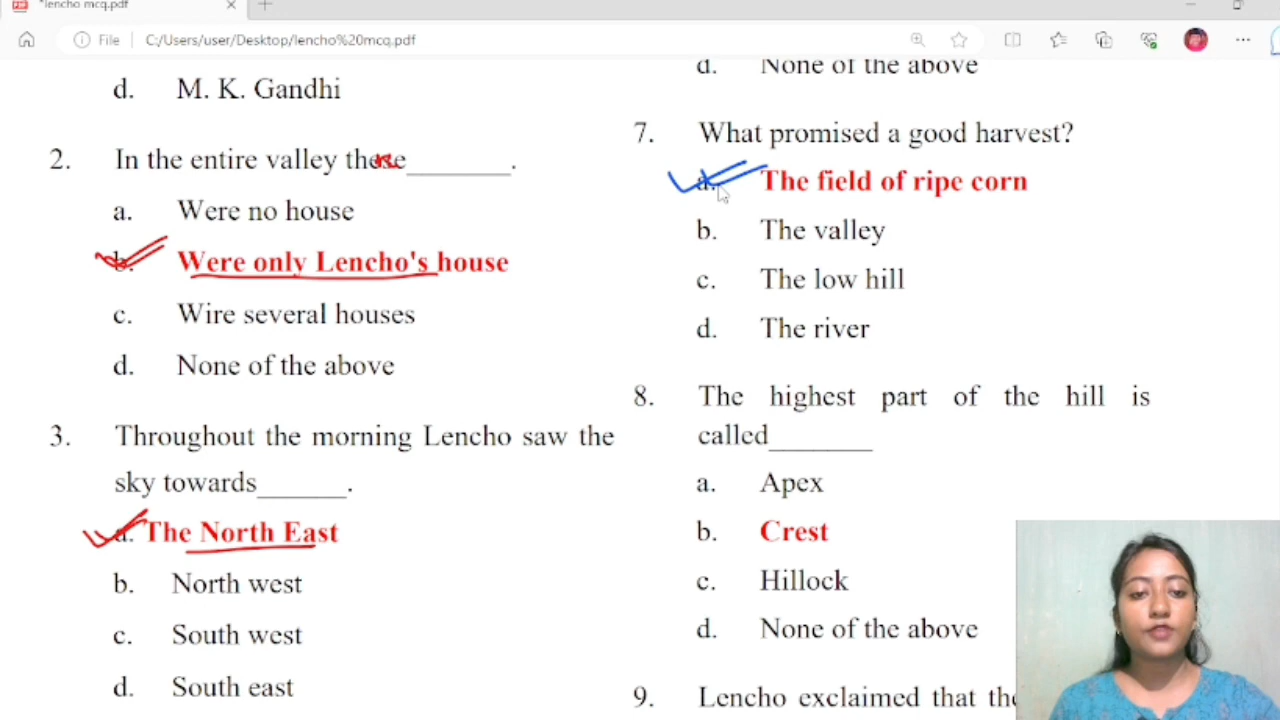 *lencho mcq.pdf
File C:/Users/user/Desktop/lencho%20mcq.pdf
d. M. K. Gandhi
2. In the entire valley there________.
a. Were no house
b. Were only Lencho's house
c. Wire several houses
d. None of the above
3. Throughout the morning Lencho saw the
sky towards______.
a. The North East
b. North west
c. South west
d. South east
d. None of the above
7. What promised a good harvest?
a. The field of ripe corn
b. The valley
c. The low hill
d. The river
8. The highest part of the hill is
called_______
a. Apex
b. Crest
c. Hillock
d. None of the above
9. Lencho exclaimed that the